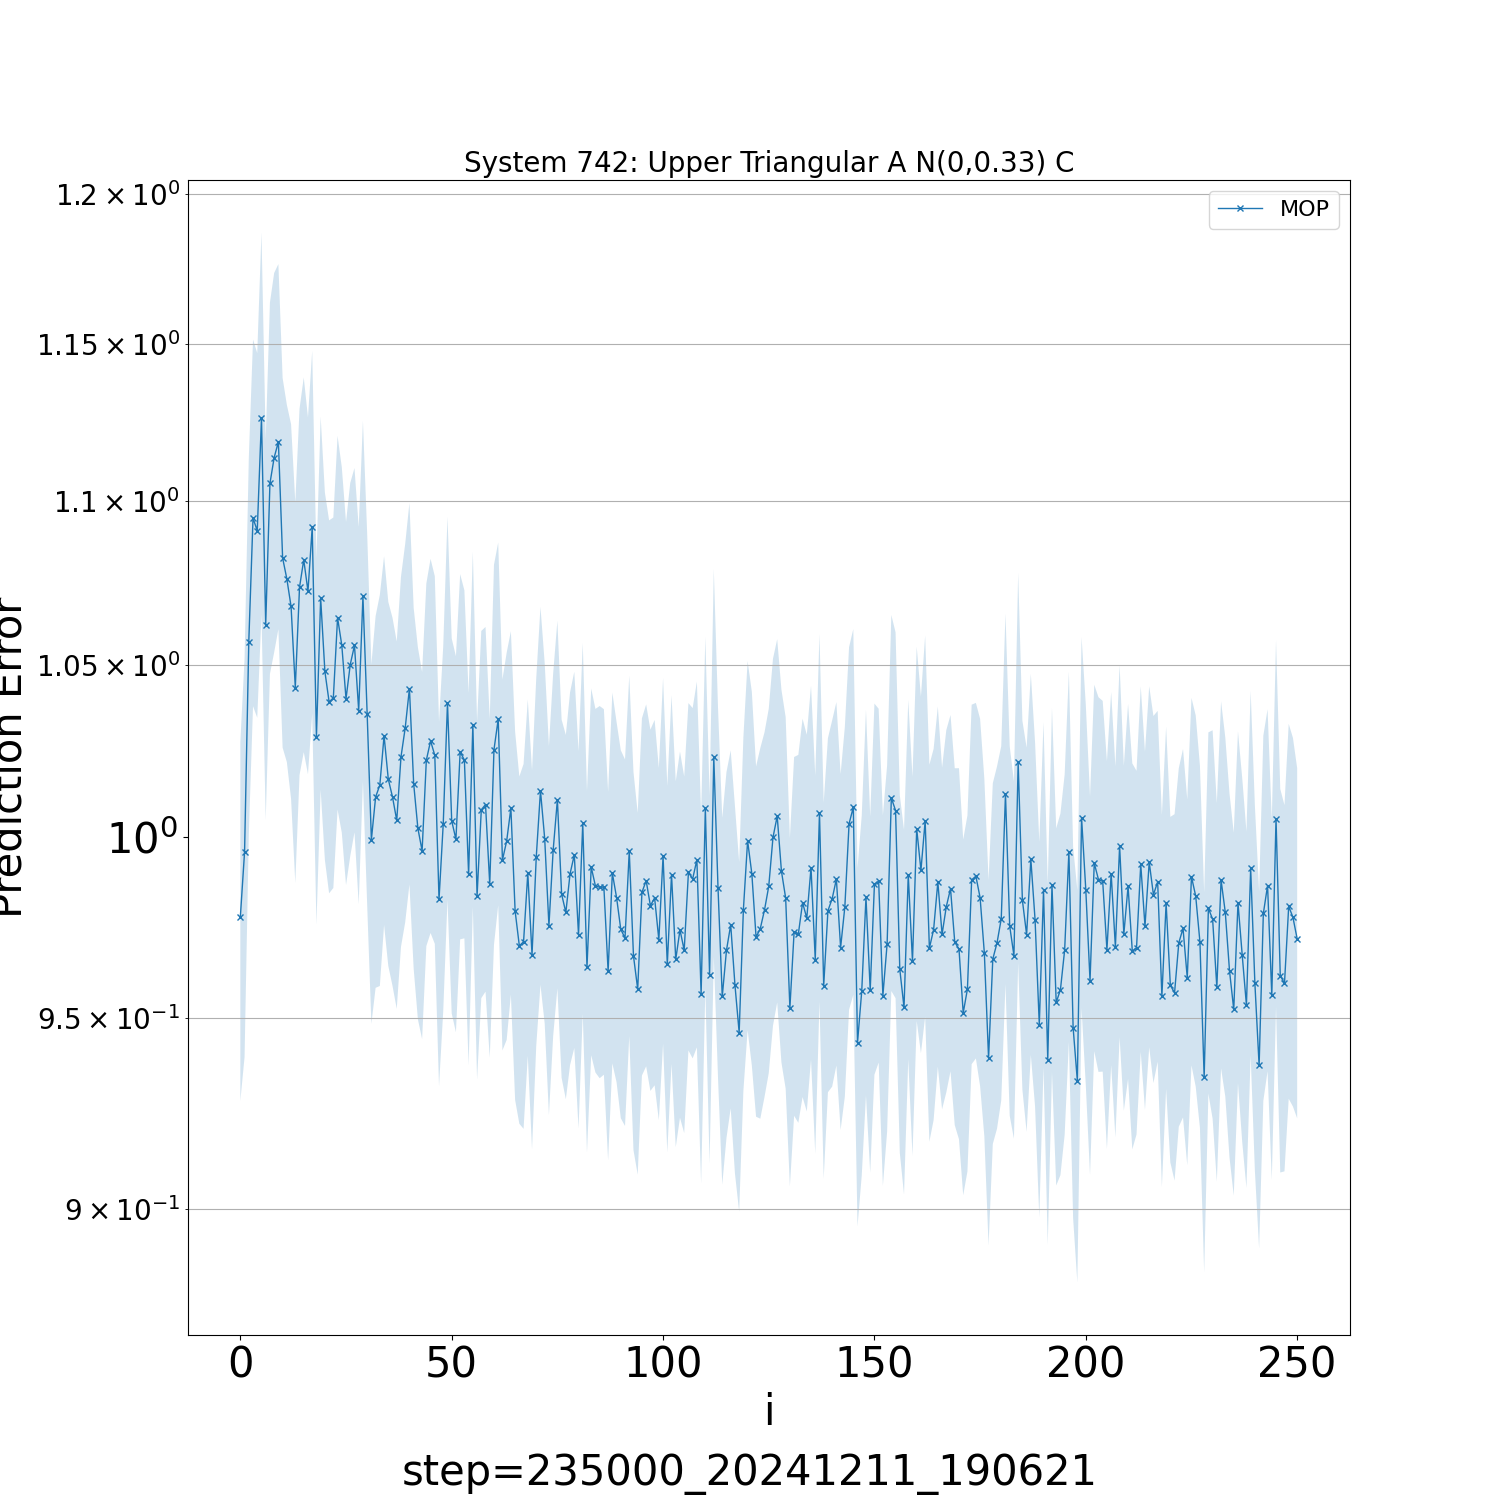 System 742: Upper Triangular A N(0,0.33) C
MOP
1.2 × 10⁰
1.15 × 10⁰
1.1 × 10⁰
1.05 × 10⁰
10⁰
9.5 × 10⁻¹
9 × 10⁻¹
Prediction Error
0 50 100 150 200 250
i
step=235000_20241211_190621